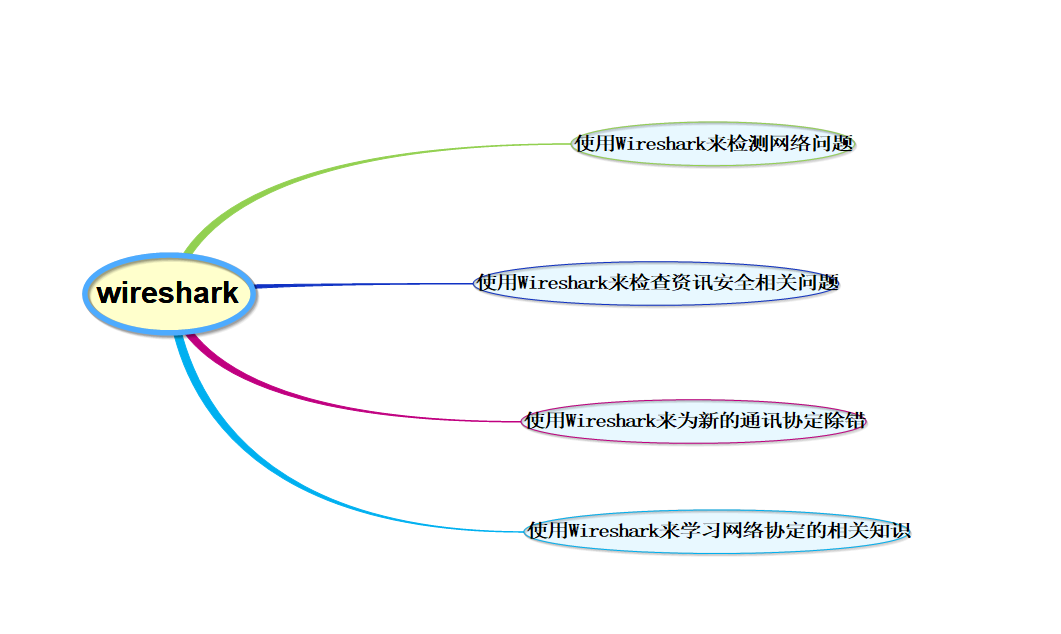 使用Wireshark来检测网络问题
wireshark
使用Wireshark来检查资讯安全相关问题
使用Wireshark来为新的通讯协定除错
使用Wireshark来学习网络协定的相关知识